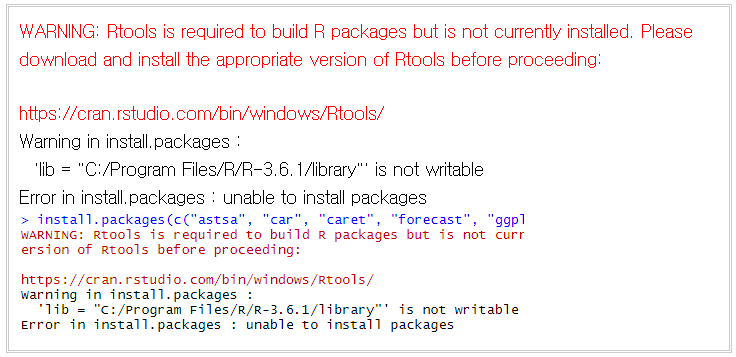 WARNING: Rtools is required to build R packages but is not currently installed. Please
download and install the appropriate version of Rtools before proceeding:
https://cran.rstudio.com/bin/windows/Rtools/
Warning in install.packages :
'lib = "C:/Program Files/R/R-3.6.1/library"' is not writable
Error in install.packages : unable to install packages
> install.packages(c("astsa", "car", "caret", "forecast", "ggpl
WARNING: Rtools is required to build R packages but is not curr
ersion of Rtools before proceeding:
https://cran.rstudio.com/bin/windows/Rtools/
Warning in install.packages :
'lib = "C:/Program Files/R/R-3.6.1/library"' is not writable
Error in install.packages : unable to install packages